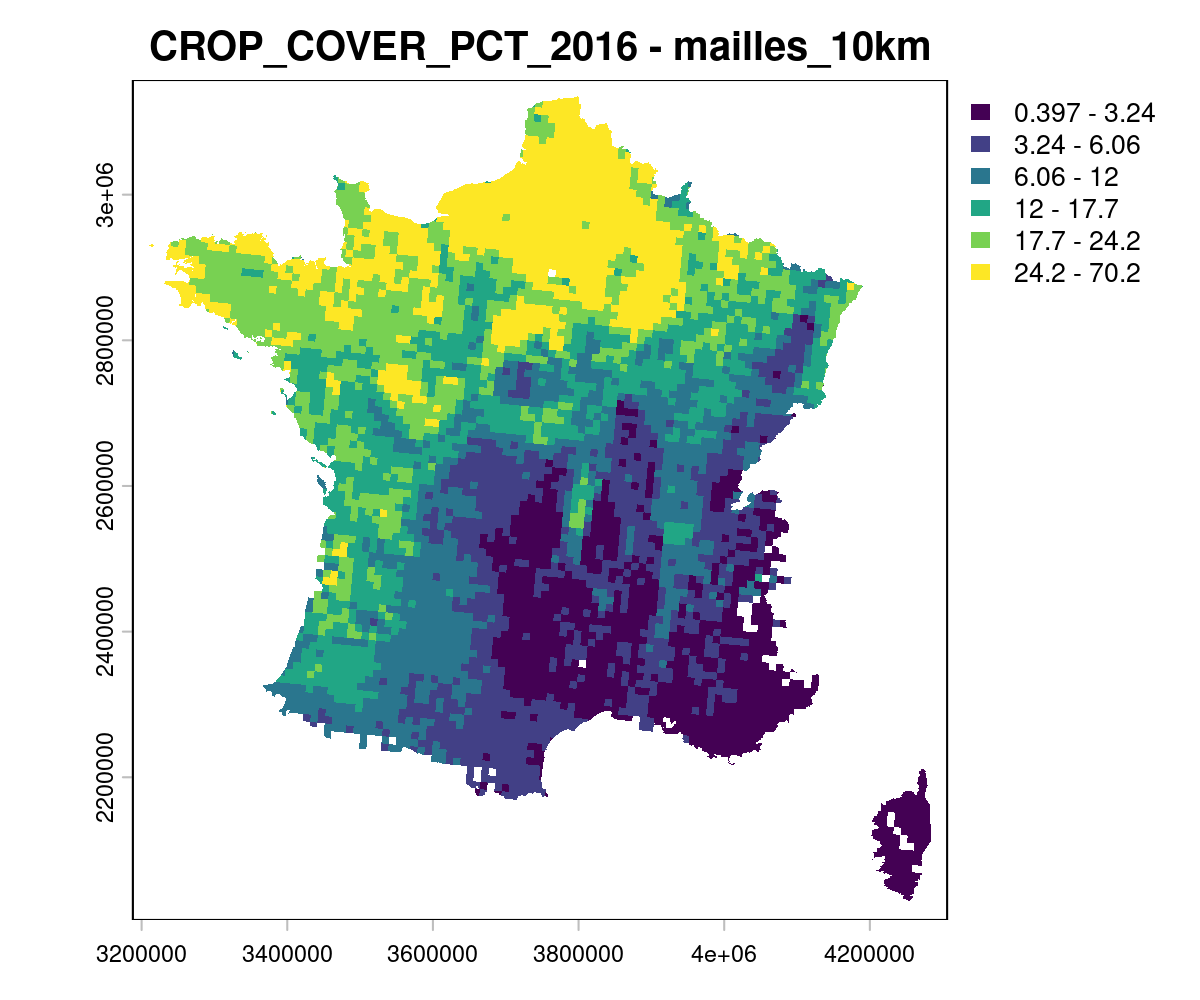 CROP_COVER_PCT_2016 - mailles_10km
0.397 - 3.24
3.24 - 6.06
6.06 - 12
12 - 17.7
17.7 - 24.2
24.2 - 70.2
3e+06
2800000
2600000
2400000
2200000
3200000 3400000 3600000 3800000 4e+06 4200000